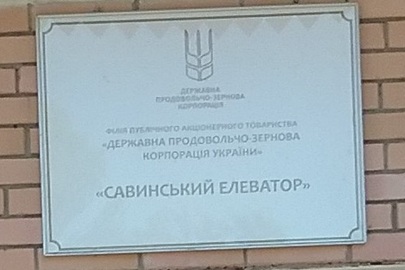 ДЕРЖАВНА
ПРОДОВОЛЬЧО-ЗЕРНОВА
КОРПОРАЦІЯ
ФІЛІЯ ПУБЛІЧНОГО АКЦІОНЕРНОГО ТОВАРИСТВА
«ДЕРЖАВНА ПРОДОВОЛЬЧО-ЗЕРНОВА
КОРПОРАЦІЯ УКРАЇНИ»
«САВИНСЬКИЙ ЕЛЕВАТОР»